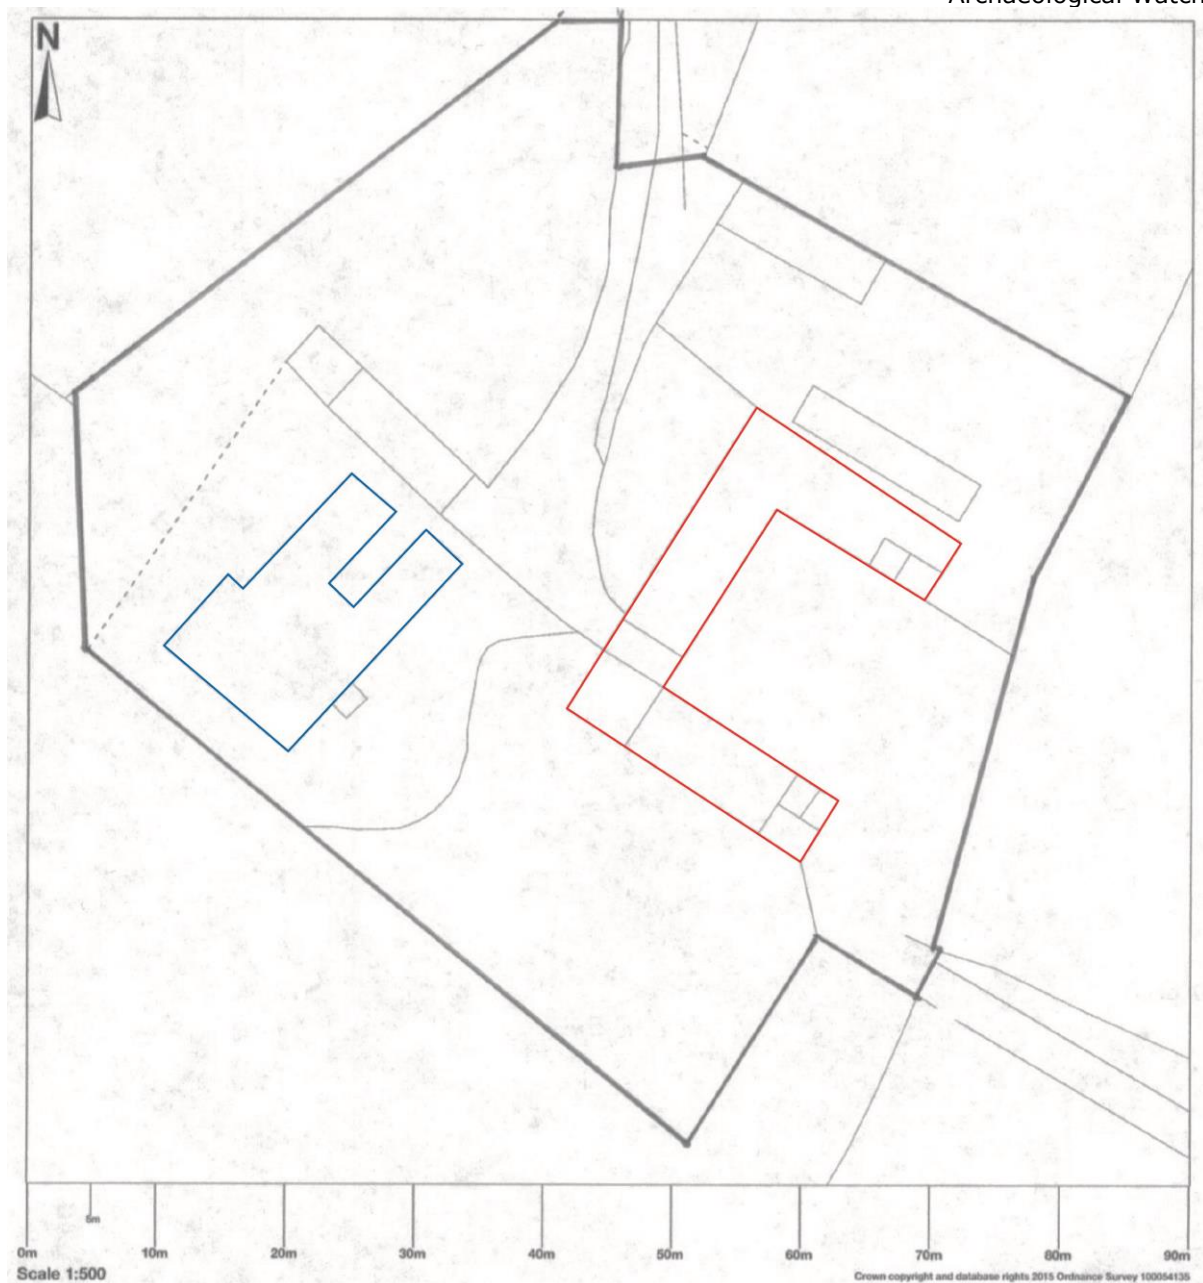 Archaeological Watch
N
5m
0m 10m 20m 30m 40m 50m 60m 70m 80m 90m
Scale 1:500
Crown copyright and database rights 2015 Ordnance Survey